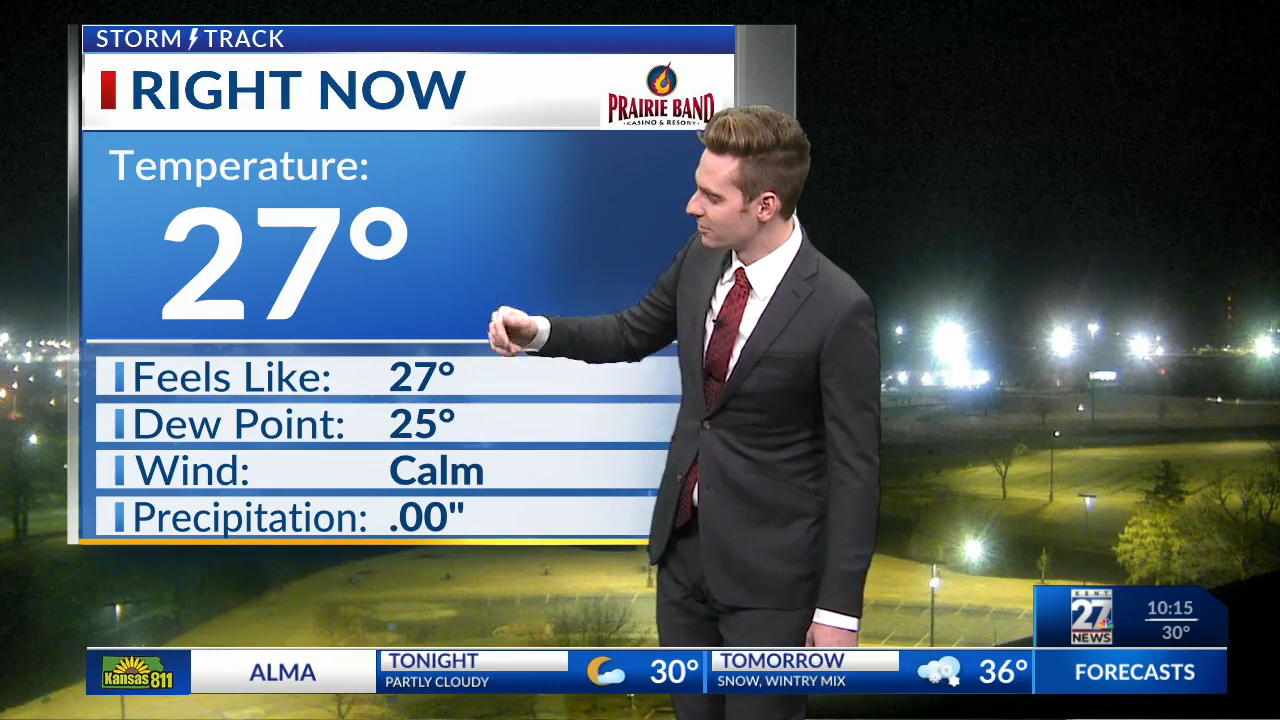 STORM TRACK
RIGHT NOW
PRAIRIE BAND
CASINO & RESORT
Temperature:
27°
Feels Like: 27°
Dew Point: 25°
Wind: Calm
Precipitation: .00"
KSNT
27
NEWS
10:15
30°
Kansas 811
ALMA
TONIGHT
PARTLY CLOUDY
30°
TOMORROW
SNOW, WINTRY MIX
36°
FORECASTS